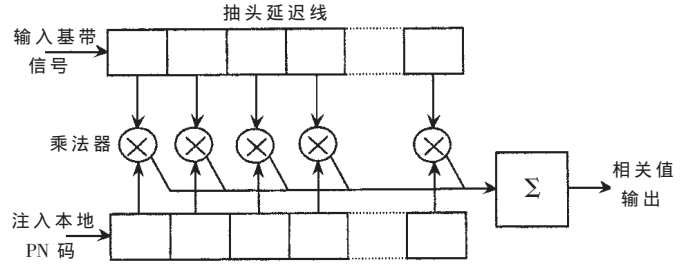 抽头延迟线
输入基带
信号
乘法器
Σ
相关值
输出
注入本地
PN 码